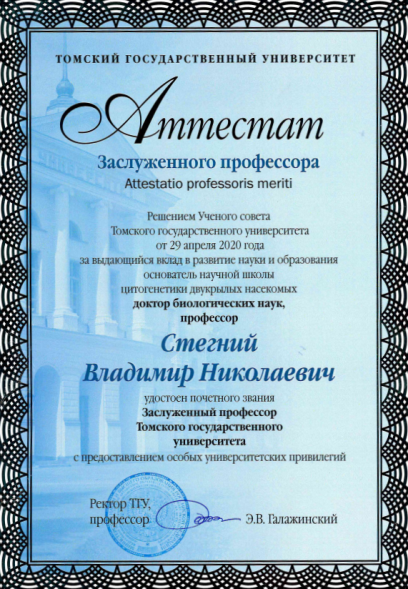 ТОМСКИЙ ГОСУДАРСТВЕННЫЙ УНИВЕРСИТЕТ
Аттестат
Заслуженного профессора
Attestatio professoris meriti
Решением Ученого совета
Томского государственного университета
от 29 апреля 2020 года
за выдающийся вклад в развитие науки и образования
основатель научной школы
цитогенетики двукрылых насекомых
доктор биологических наук,
профессор
Стегний
Владимир Николаевич
удостоен почетного звания
Заслуженный профессор
Томского государственного
университета
с предоставлением особых университетских привилегий
Ректор ТГУ,
профессор Э.В. Галажинский